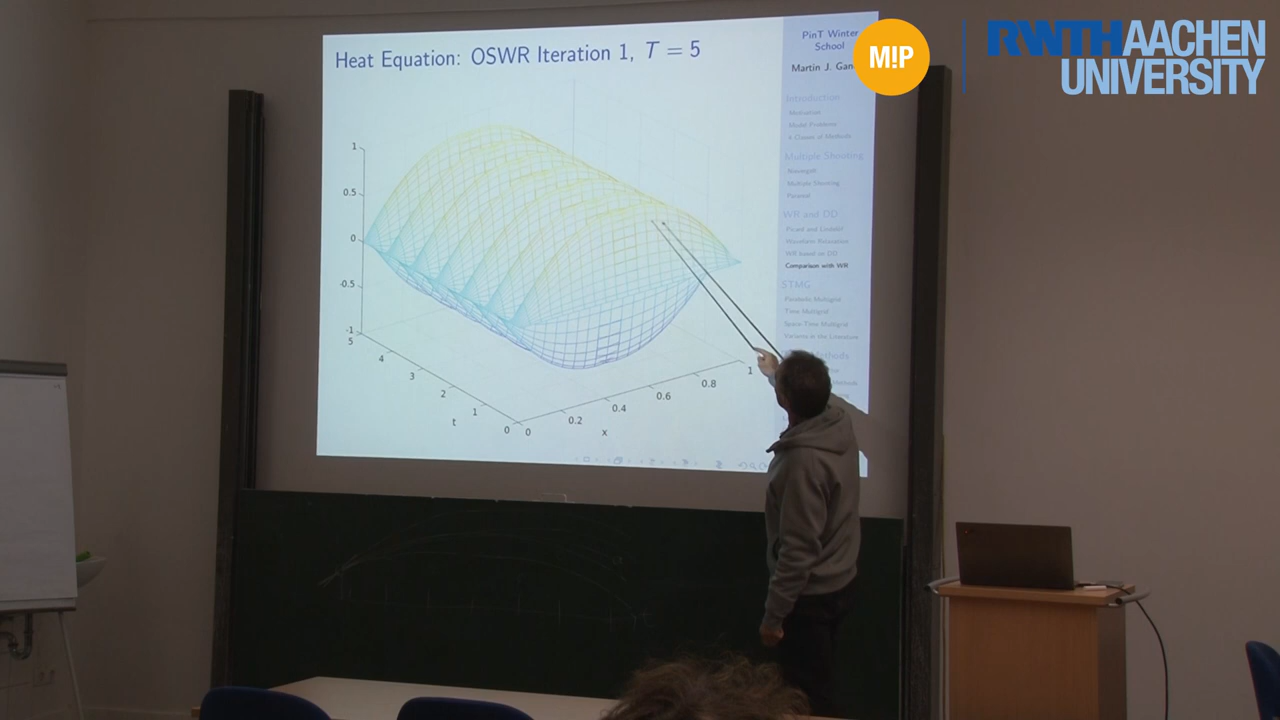 Heat Equation: OSWR Iteration 1, T = 5
1
0.5
0
-0.5
-1
5
4
3
2
1
0
t
0
0.2
0.4
0.6
0.8
1
x
PinT Winter
School
Martin J. Gan
Introduction
Motivation
Model Problems
4 Classes of Methods
Multiple Shooting
Nievergelt
Multiple Shooting
Parareal
WR and DD
Picard and Lindelöf
Waveform Relaxation
WR based on DD
Comparison with WR
STMG
Parabolic Multigrid
Time Multigrid
Space-Time Multigrid
Variants in the Literature
Methods
M!P
RWTHAACHEN
UNIVERSITY